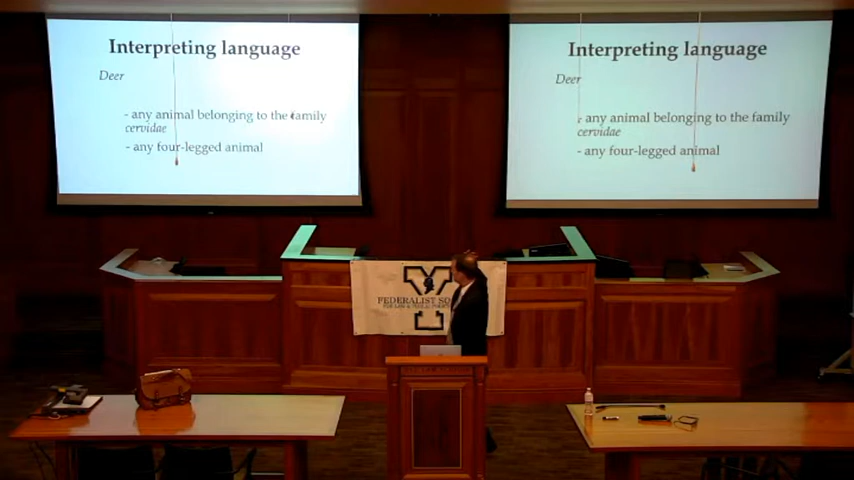 Interpreting language
Deer
- any animal belonging to the family
cervidae
- any four-legged animal
Interpreting language
Deer
- any animal belonging to the family
cervidae
- any four-legged animal
Y
FEDERALIST SO
L